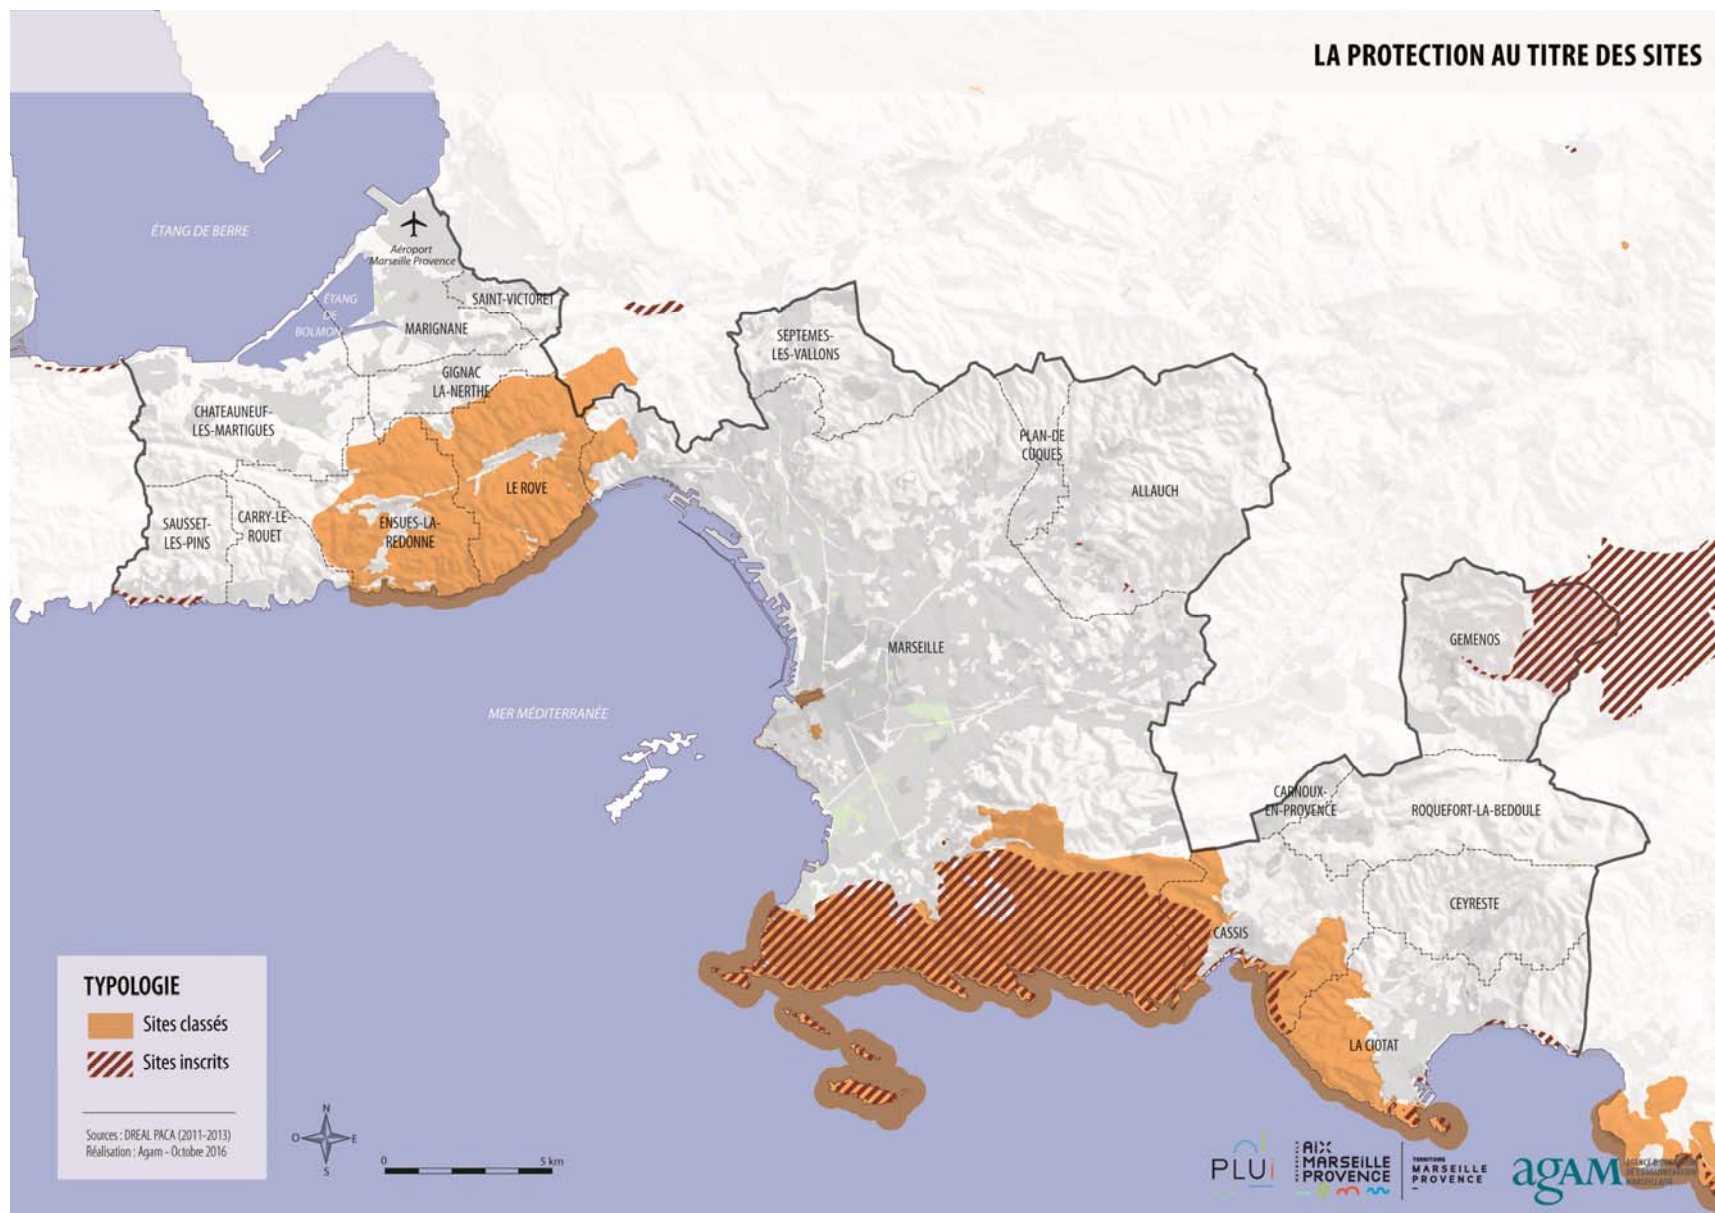 LA PROTECTION AU TITRE DES SITES
ÉTANG DE BERRE
Aéroport
Marseille Provence
ÉTANG
DE
BOLMON
SAINT-VICTORET
MARIGNANE
SEPTEMES-
LES-VALLONS
GIGNAC
LA-NERTHE
CHATEAUNEUF-
LES-MARTIGUES
PLAN-DE
CUQUES
ALLAUCH
LE ROVE
SAUSSET-
LES-PINS
CARRY-LE-
ROUET
ENSUES-LA-
REDONNE
GEMENOS
MARSEILLE
MER MÉDITERRANÉE
CARNOUX-
EN-PROVENCE
ROQUEFORT-LA-BEDOULE
CEYRESTE
CASSIS
LA CIOTAT
TYPOLOGIE
Sites classés
Sites inscrits
Sources : DREAL PACA (2011-2013)
Réalisation : Agam - Octobre 2016
N
O
E
S
0
5 km
PLUi
AIX
MARSEILLE
PROVENCE
TERRITOIRE
MARSEILLE
PROVENCE
agAM